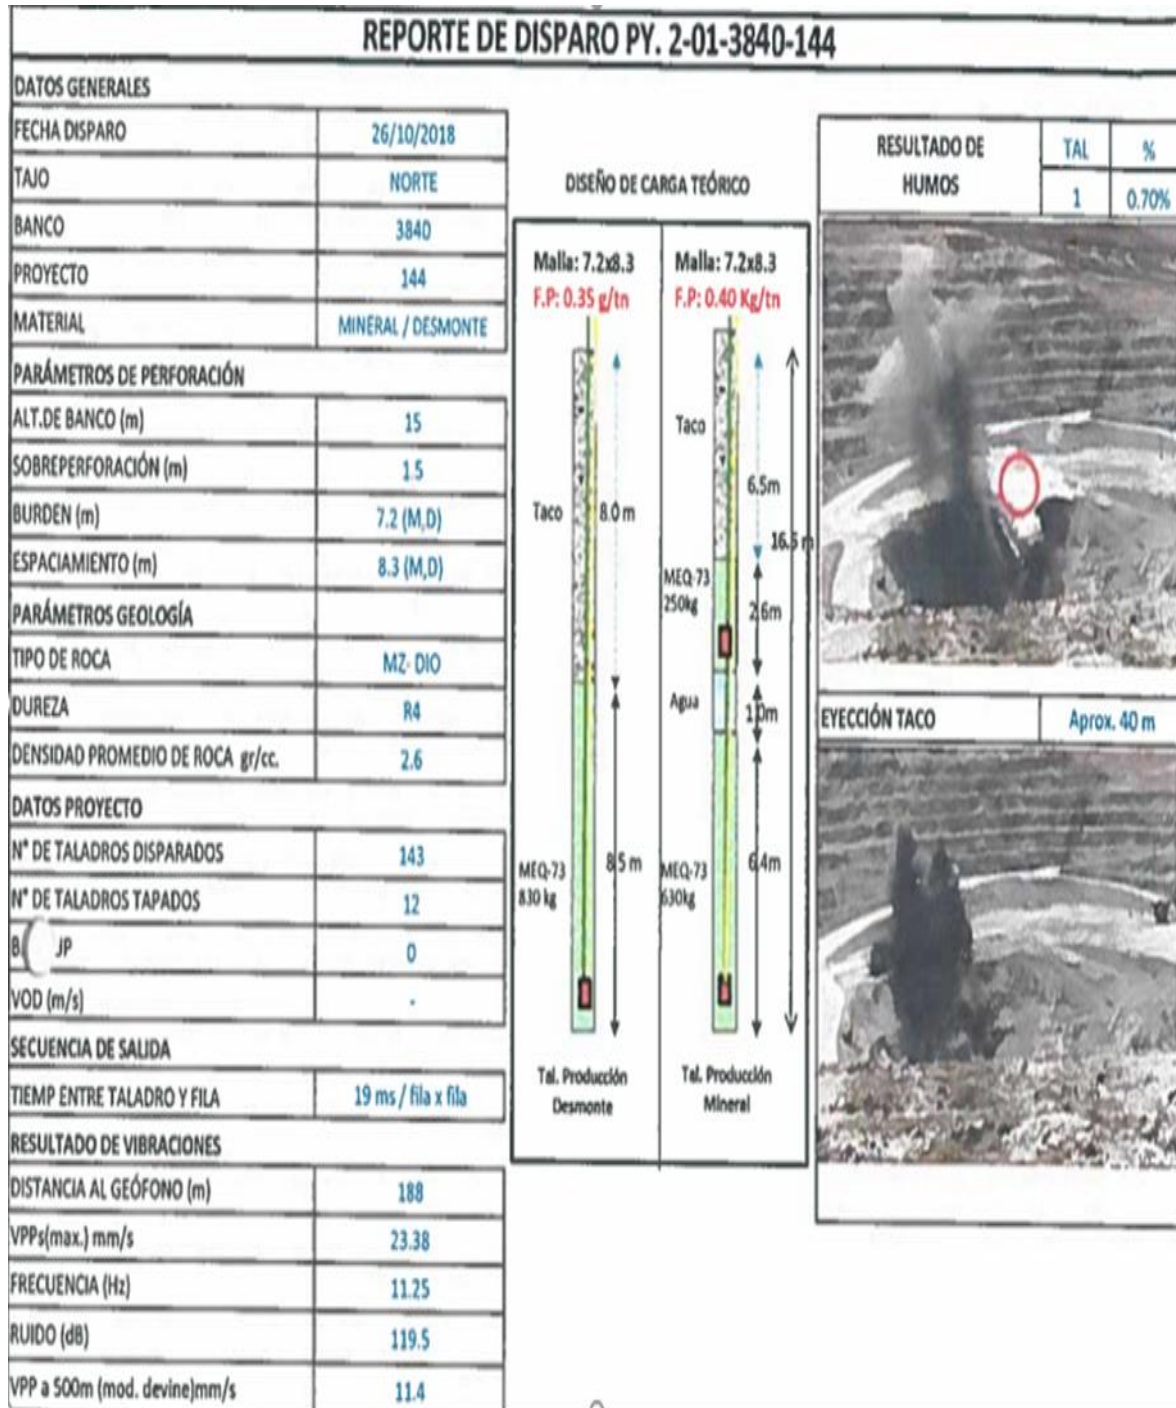 REPORTE DE DISPARO PY. 2-01-3840-144
DATOS GENERALES
FECHA DISPARO 26/10/2018
TAJO NORTE
BANCO 3840
PROYECTO 144
MATERIAL MINERAL / DESMONTE
PARÁMETROS DE PERFORACIÓN
ALT.DE BANCO (m) 15
SOBREPERFORACIÓN (m) 1.5
BURDEN (m) 7.2 (M,D)
ESPACIAMIENTO (m) 8.3 (M,D)
PARÁMETROS GEOLOGÍA
TIPO DE ROCA MZ- DIO
DUREZA R4
DENSIDAD PROMEDIO DE ROCA gr/cc. 2.6
DATOS PROYECTO
N° DE TALADROS DISPARADOS 143
N° DE TALADROS TAPADOS 12
B JP 0
VOD (m/s) -
SECUENCIA DE SALIDA
TIEMP ENTRE TALADRO Y FILA 19 ms / fila x fila
RESULTADO DE VIBRACIONES
DISTANCIA AL GEÓFONO (m) 188
VPPs(max.) mm/s 23.38
FRECUENCIA (Hz) 11.25
RUIDO (dB) 119.5
VPP a 500m (mod. devine)mm/s 11.4
DISEÑO DE CARGA TEÓRICO
Malla: 7.2x8.3
F.P: 0.35 g/tn
Taco
8.0 m
MEQ-73
830 kg
8.5 m
Tal. Producción
Desmonte
Malla: 7.2x8.3
F.P: 0.40 Kg/tn
Taco
6.5m
16.5 m
MEQ-73
250kg
2.6m
Agua
1.0m
MEQ-73
630kg
6.4m
Tal. Producción
Mineral
RESULTADO DE HUMOS TAL %
1 0.70%
EYECCIÓN TACO Aprox. 40 m